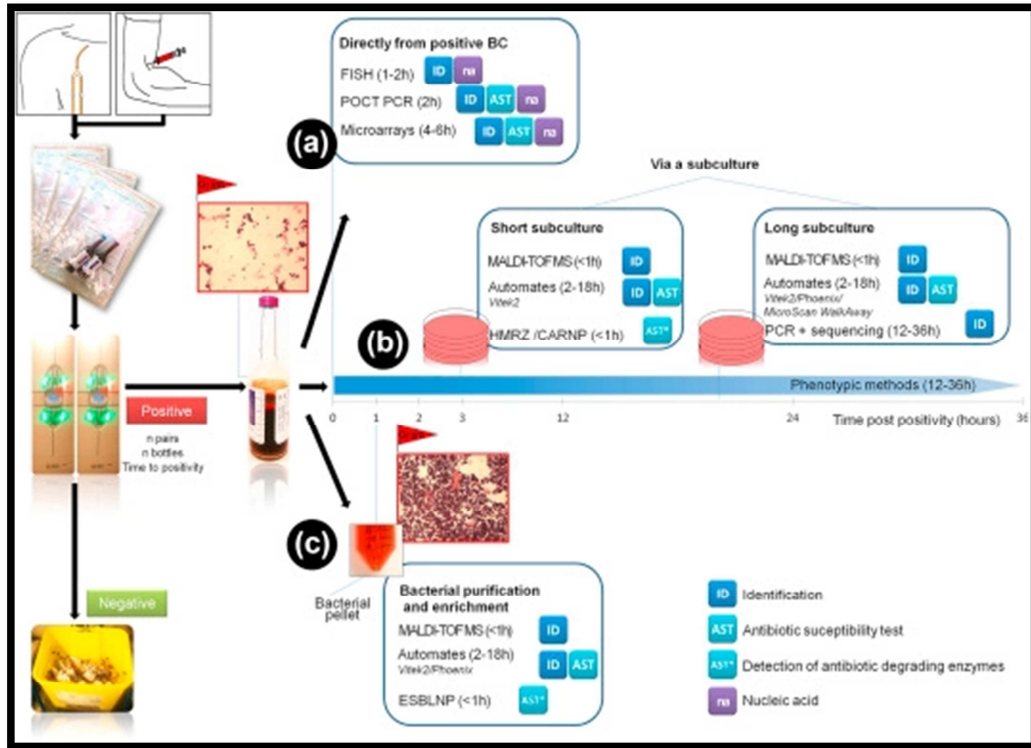 Directly from positive BC
FISH (1-2h) ID na
POCT PCR (2h) ID AST na
Microarrays (4-6h) ID AST na
(a)
Via a subculture
Short subculture
MALDI-TOFMS (<1h) ID
Automates (2-18h) ID AST
Vitek2
HMRZ /CARNP (<1h) AST*
Long subculture
MALDI-TOFMS (<1h) ID
Automates (2-18h) ID AST
Vitek2/Phoenix/
MicroScan WalkAway
PCR + sequencing (12-36h) ID
(b)
Phenotypic methods (12-36h)
0 1 2 3 12 24 36
Time post positivity (hours)
Positive
n pairs
n bottles
Time to positivity
Negative
(c)
Bacterial
pellet
Bacterial purification
and enrichment
MALDI-TOFMS (<1h) ID
Automates (2-18h) ID AST
Vitek2/Phoenix
ESBLNP (<1h) AST*
ID Identification
AST Antibiotic suceptibility test
AST* Detection of antibiotic degrading enzymes
na Nucleic acid